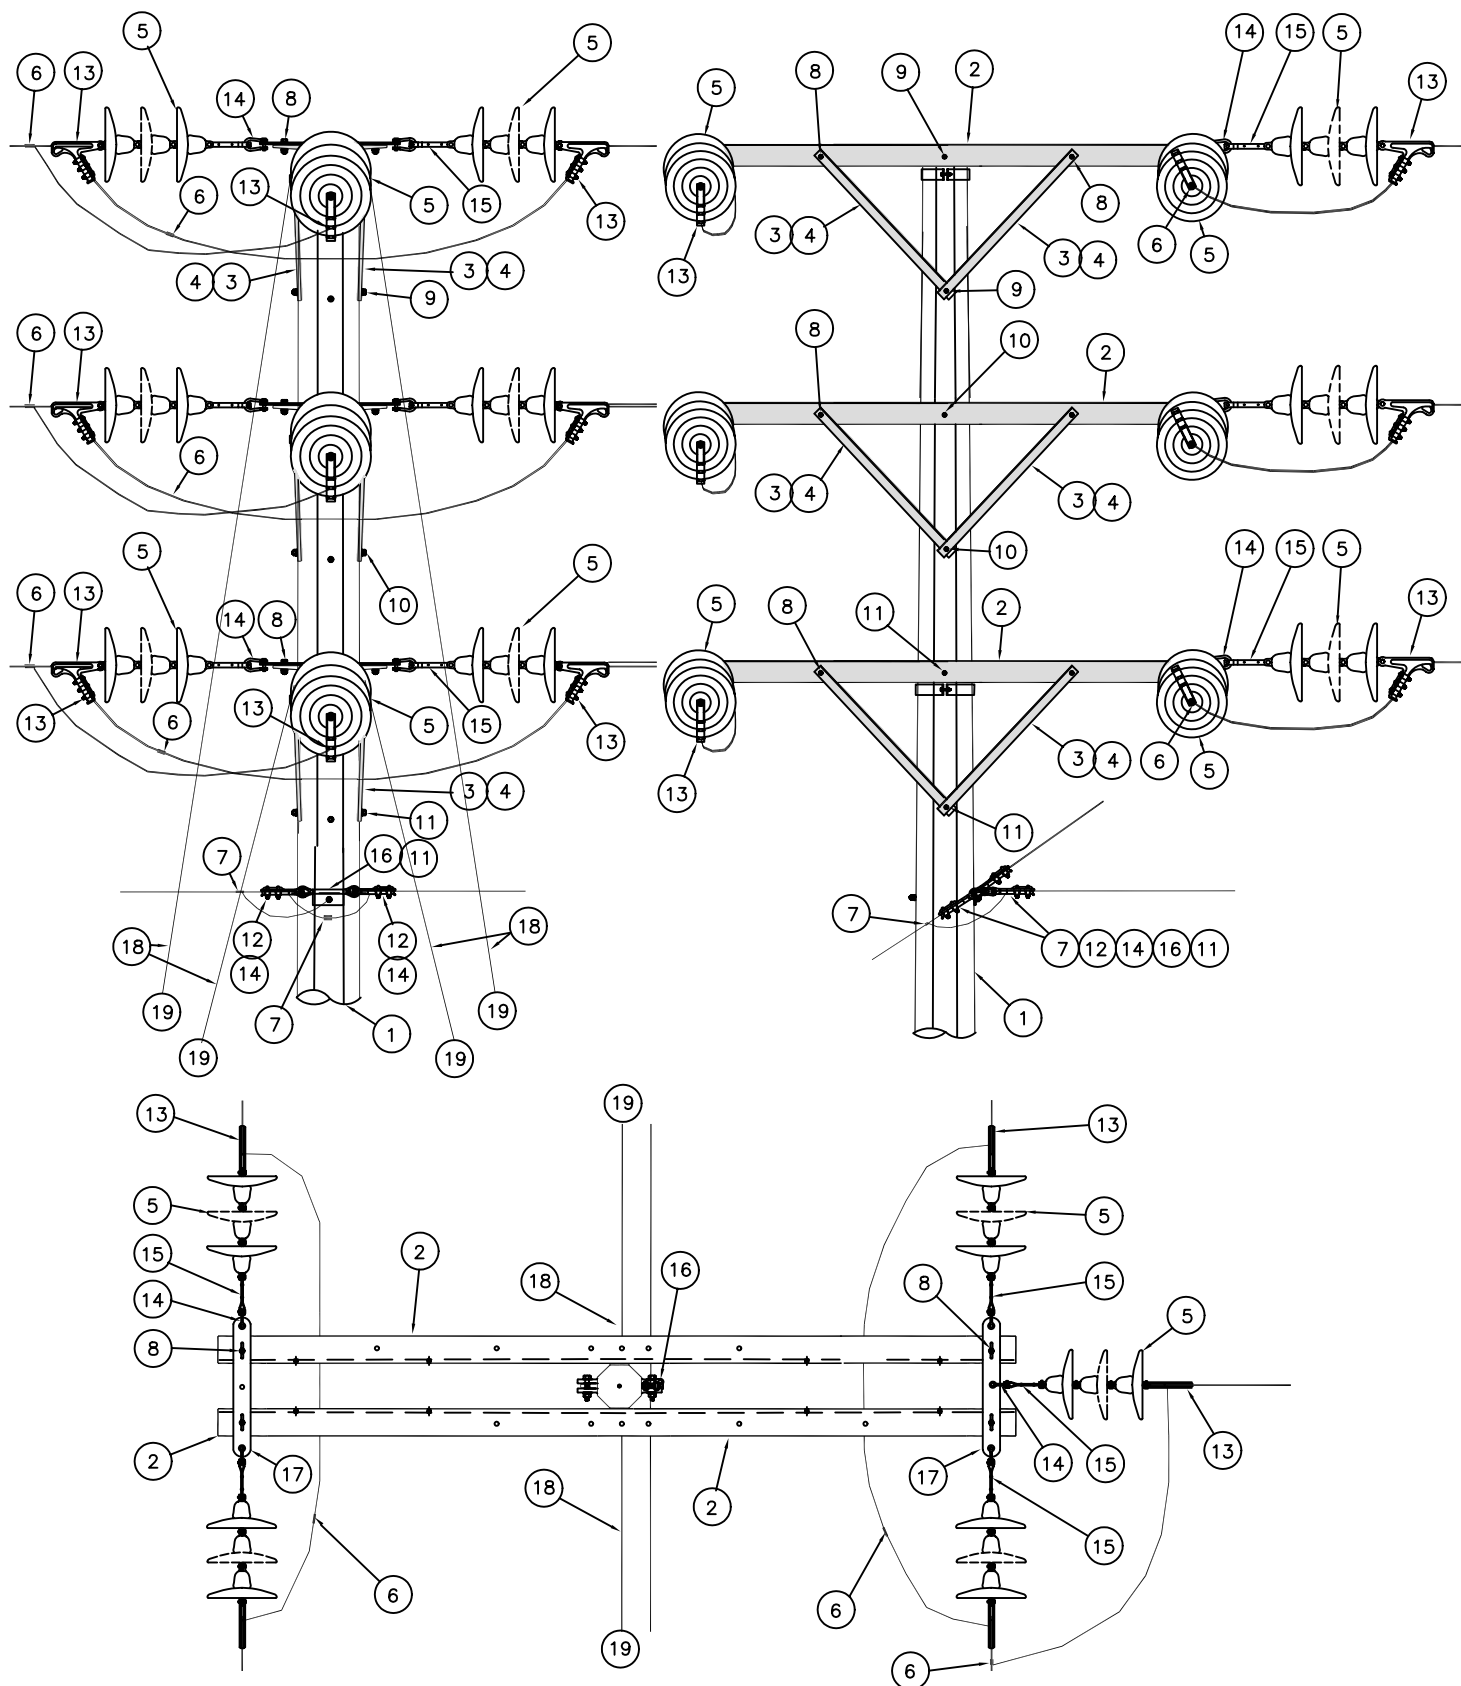 5 5 6 13 14 8
5 8 9 2 14 15 5 13
13 6 5 15 13
3 4 8 3 4 6 5
4 3 3 4 9
13 9
6 13 8 10 2
6
3 4 3 4
5 5 10 10
14 15 5
6 13 14 8
5 8 11 2 13
13 6 13 5 15 13
3 4 6 5
3 4 11 13
11
7 16 11
7
18 12 14 12 14 18
7 12 14 16 11
19 7 1 19 1
19 19
13 19 13
5 5
15 2 18 16 8 15
14 5
8
2 17 18 2 17 14 15 13
15
6 6
19 6